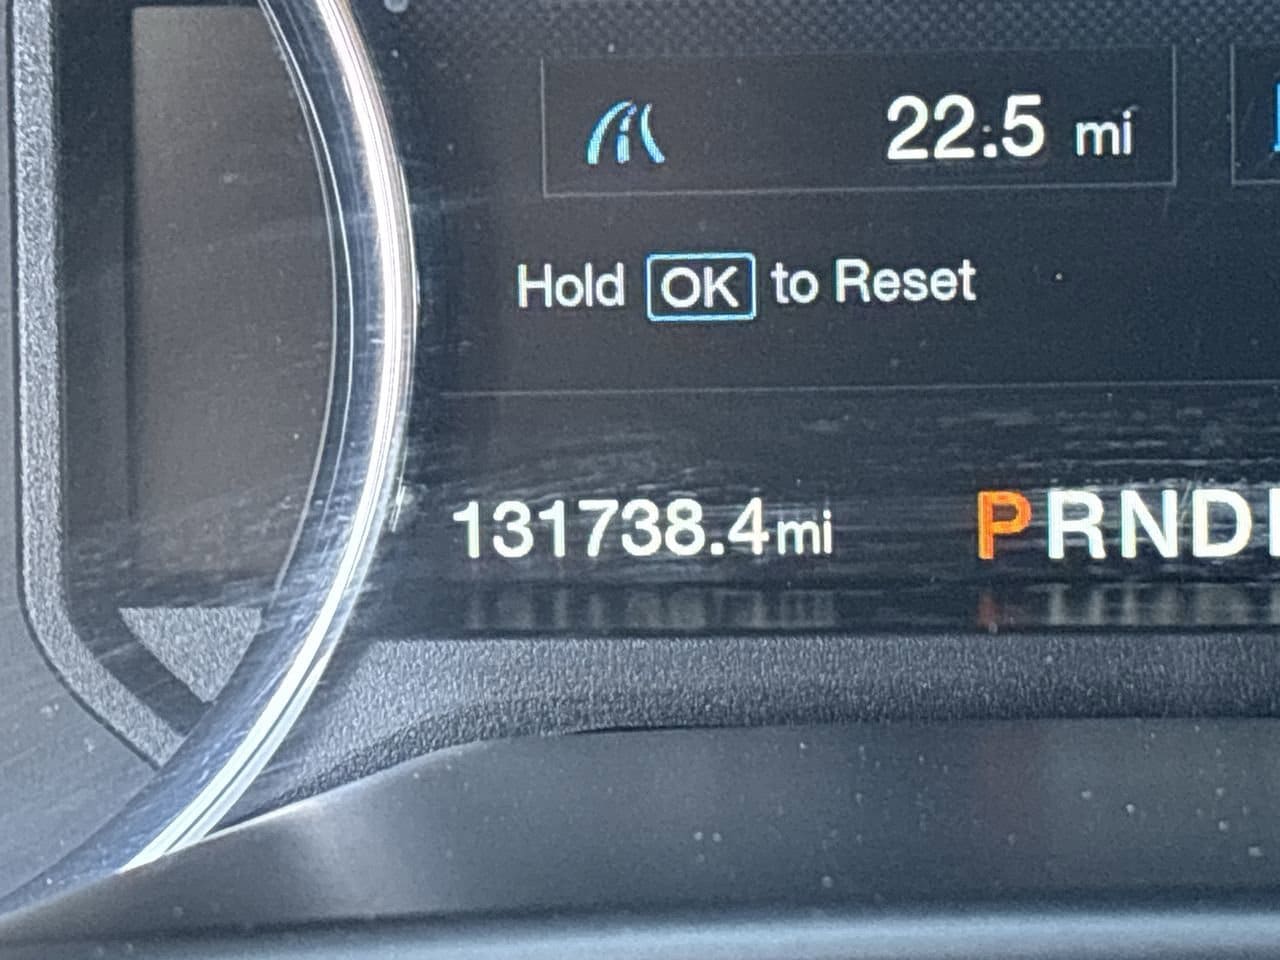 22.5 mi
Hold OK to Reset
131738.4mi PRND